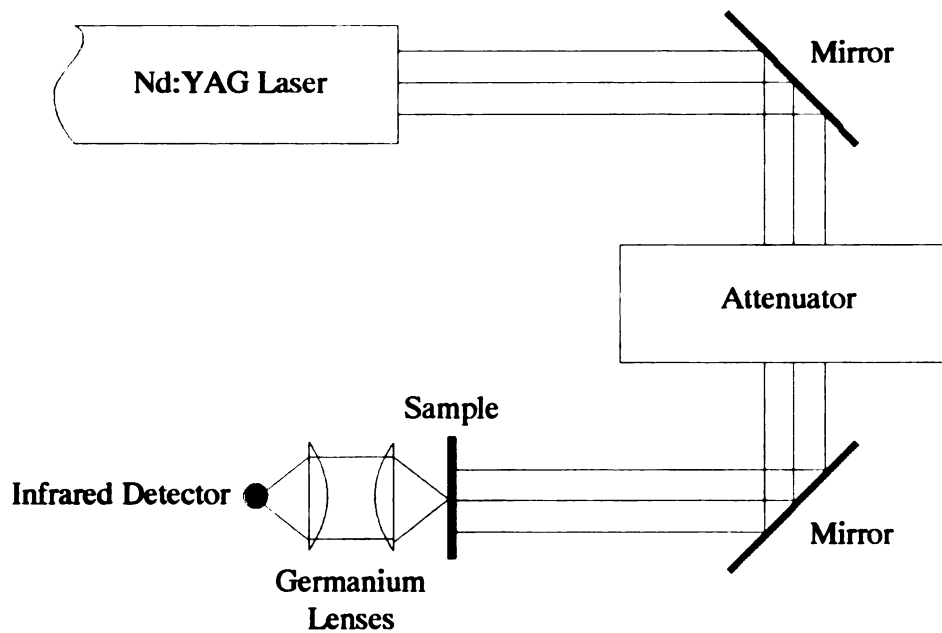 Nd:YAG Laser
Mirror
Attenuator
Sample
Infrared Detector
Mirror
Germanium
Lenses